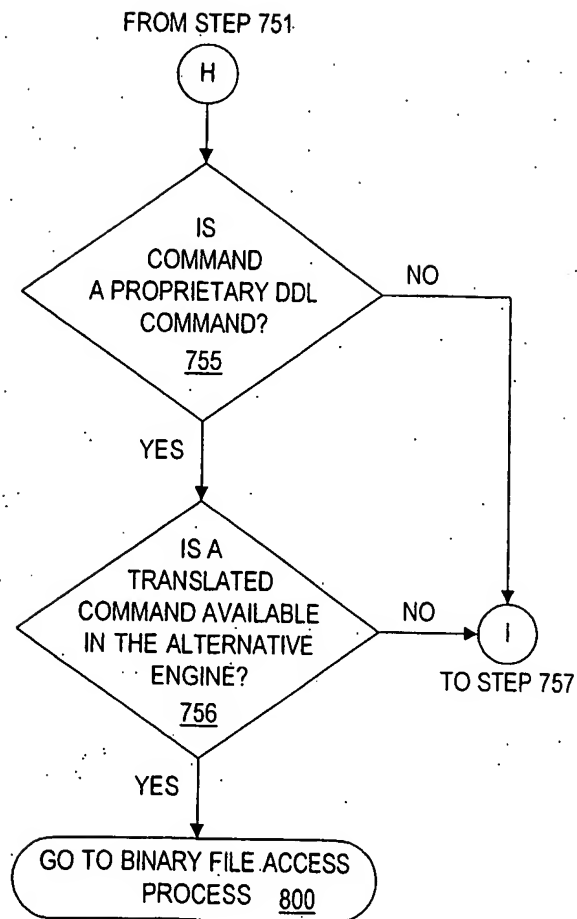 FROM STEP 751
H
IS
COMMAND
A PROPRIETARY DDL
COMMAND?
755
NO
YES
IS A
TRANSLATED
COMMAND AVAILABLE
IN THE ALTERNATIVE
ENGINE?
756
NO
I
TO STEP 757
YES
GO TO BINARY FILE ACCESS
PROCESS 800